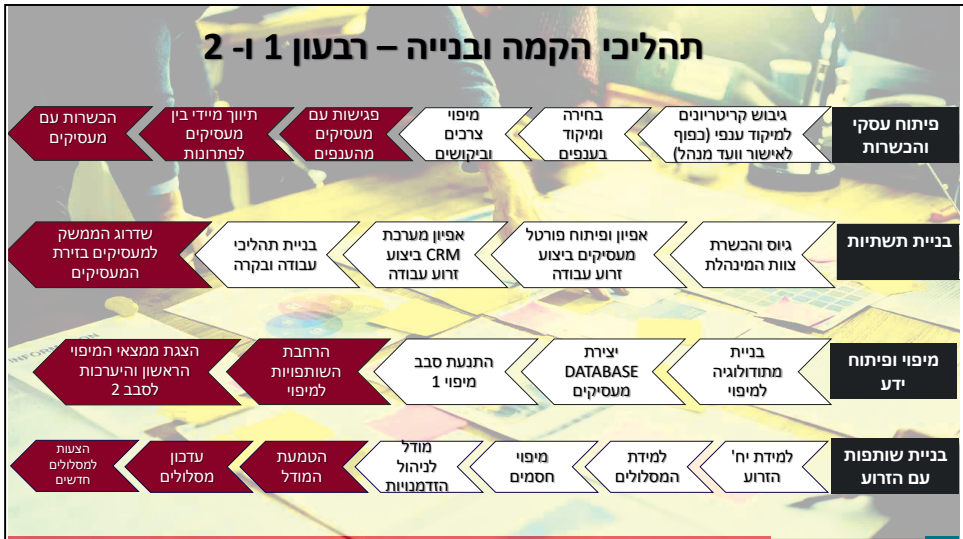 תהליכי הקמה ובנייה – רבעון 1 ו- 2
פיתוח עסקי
והכשרות
גיבוש קריטריונים
למיקוד ענפי (בפוף
לאישור וועד מנהל)
בחירה
ומיקוד
בענפים
מיפוי
צרכים
וביקושים
פגישות עם
מעסיקים
מהענפים
תיווך מיידי בין
מעסיקים
לפתרונות
הכשרות עם
מעסיקים
בניית תשתיות
גיוס והכשרת
צוות המינהלת
אפיון ופיתוח פורטל
מעסיקים ביצוע
זרוע עבודה
אפיון מערכת
CRM ביצוע
זרוע עבודה
בניית תהליכי
עבודה ובקרה
שדרוג הממשק
למעסיקים בזירת
המעסיקים
מיפוי ופיתוח
ידע
בניית
מתודולוגיה
למיפוי
יצירת
DATABASE
מעסיקים
התנעת סבב
מיפוי 1
הרחבת
השותפויות
למיפוי
הצגת ממצאי המיפוי
הראשון והיערכות
לסבב 2
בניית שותפות
עם הזרוע
למידת יח'
הזרוע
למידת
המסלולים
מיפוי
חסמים
מודל
לניהול
הזדמנויות
הטמעת
המודל
עדכון
מסלולים
הצעות
למסלולים
חדשים